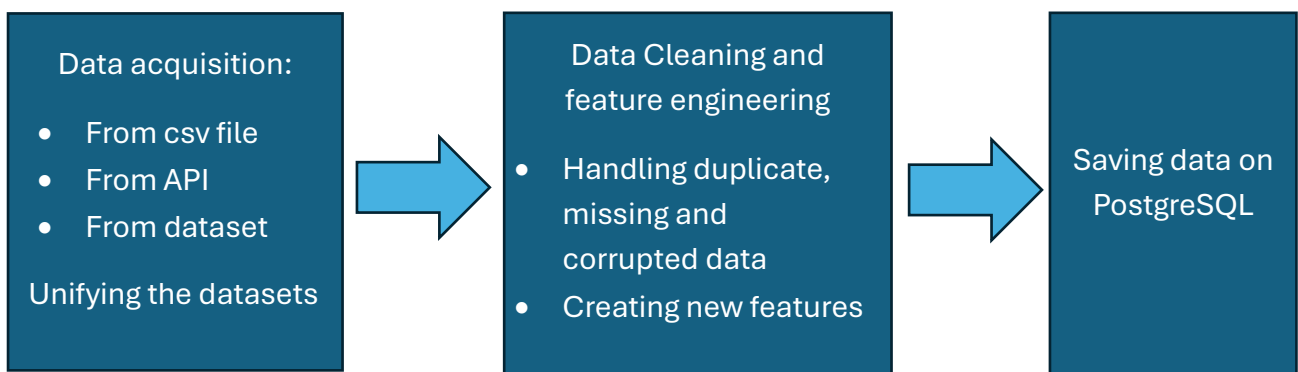 Data acquisition:
• From csv file
• From API
• From dataset
Unifying the datasets
Data Cleaning and
feature engineering
• Handling duplicate,
missing and
corrupted data
• Creating new features
Saving data on
PostgreSQL